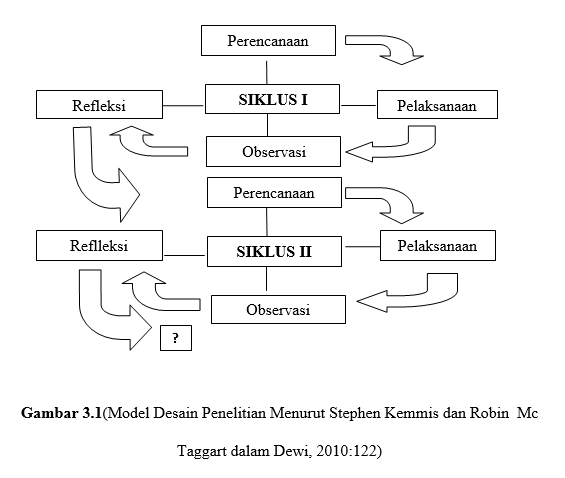 Perencanaan
Refleksi
SIKLUS I
Pelaksanaan
Observasi
Perencanaan
Reflleksi
SIKLUS II
Pelaksanaan
Observasi
?
Gambar 3.1(Model Desain Penelitian Menurut Stephen Kemmis dan Robin Mc
Taggart dalam Dewi, 2010:122)